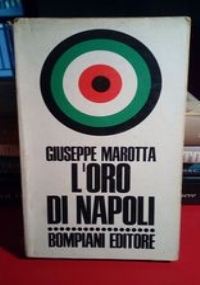 GIUSEPPE MAROTTA
L'ORO
DI NAPOLI
BOMPIANI EDITORE